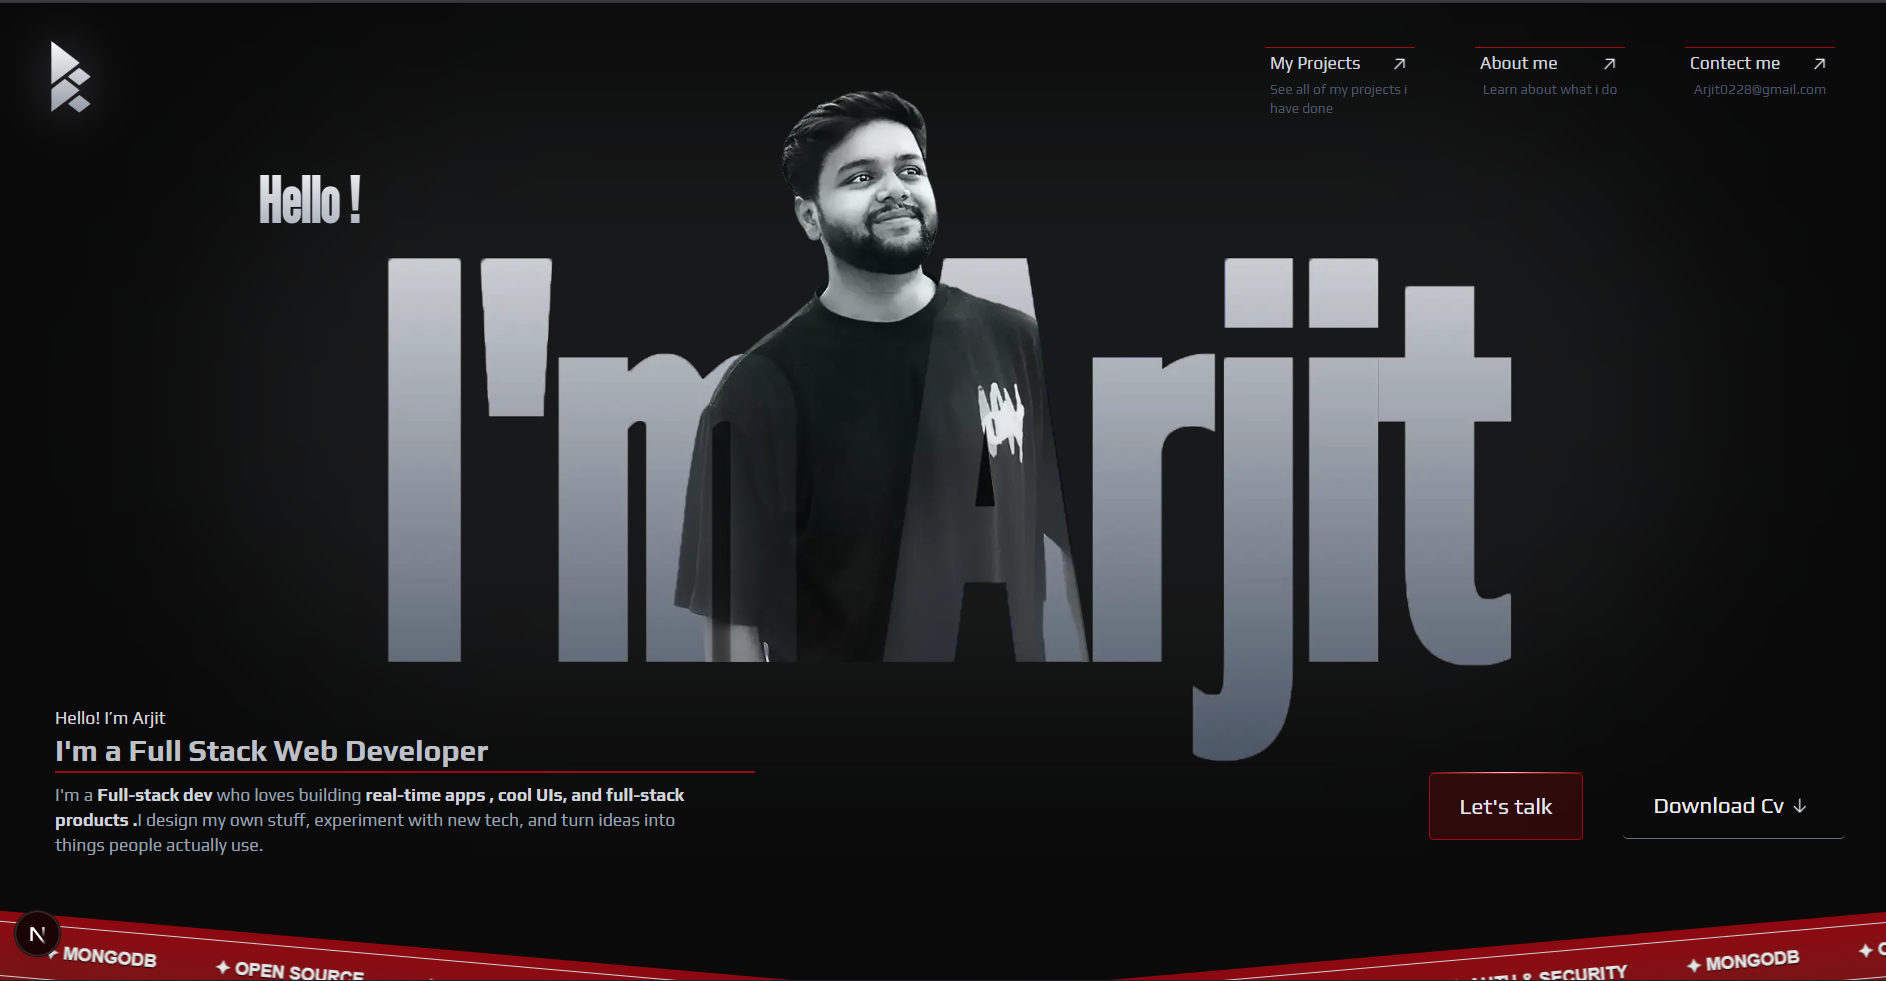 My Projects
See all of my projects i
have done
About me
Learn about what i do
Contect me
Arjit0228@gmail.com
Hello !
I'm Arjit
Hello! I'm Arjit
I'm a Full Stack Web Developer
I'm a Full-stack dev who loves building real-time apps , cool UIs, and full-stack
products .I design my own stuff, experiment with new tech, and turn ideas into
things people actually use.
Let's talk
Download Cv ↓
N
✦ MONGODB
✦ OPEN SOURCE
AUTH & SECURITY
✦ MONGODB